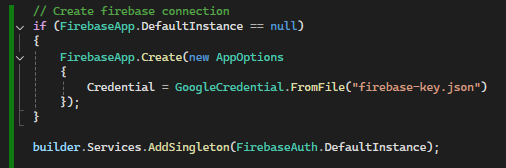 // Create firebase connection
if (FirebaseApp.DefaultInstance == null)
{
    FirebaseApp.Create(new AppOptions
    {
        Credential = GoogleCredential.FromFile("firebase-key.json")
    });
}

builder.Services.AddSingleton(FirebaseAuth.DefaultInstance);